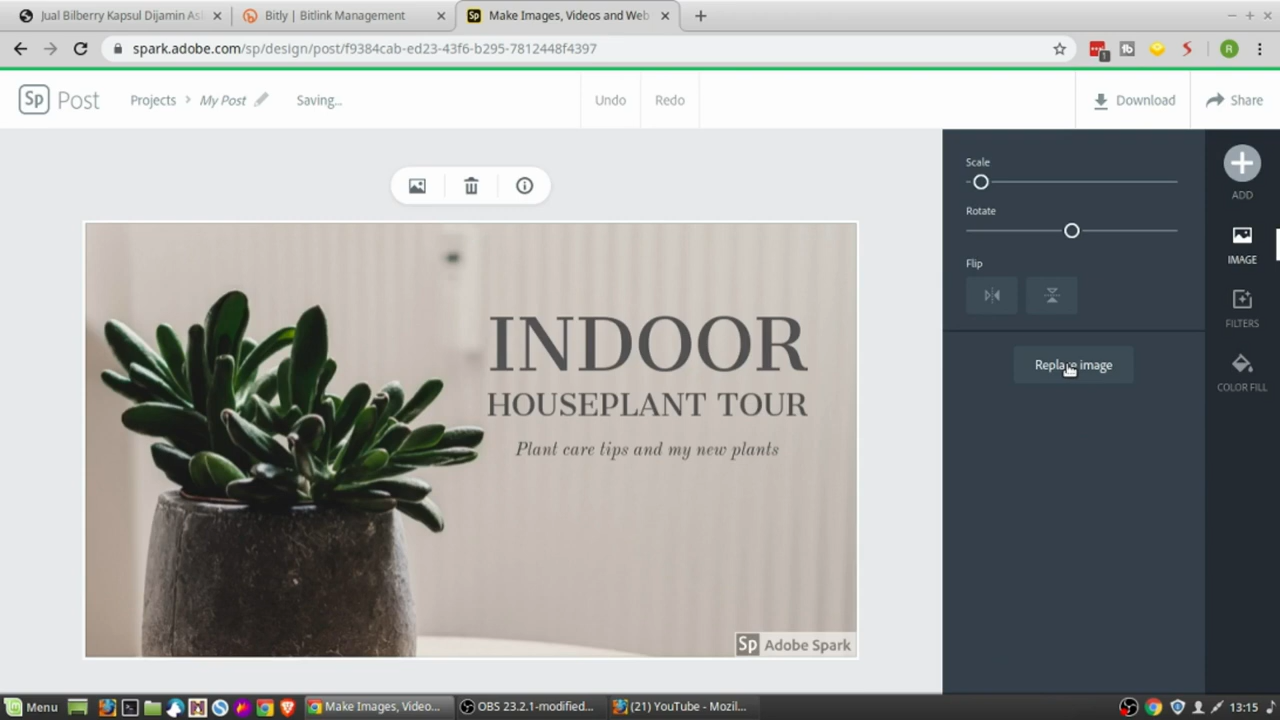 Jual Bilberry Kapsul Dijamin Asl
Bitly | Bitlink Management
Make Images, Videos and Web
spark.adobe.com/sp/design/post/f9384cab-ed23-43f6-b295-7812448f4397
1
tb
S
R
Sp Post
Projects > My Post
Saving...
Undo
Redo
Download
Share
Scale
Rotate
Flip
Replace image
ADD
IMAGE
FILTERS
COLOR FILL
INDOOR
HOUSEPLANT TOUR
Plant care tips and my new plants
Sp Adobe Spark
Menu
Make Images, Video...
OBS 23.2.1-modified...
(21) YouTube - Mozil...
13:15